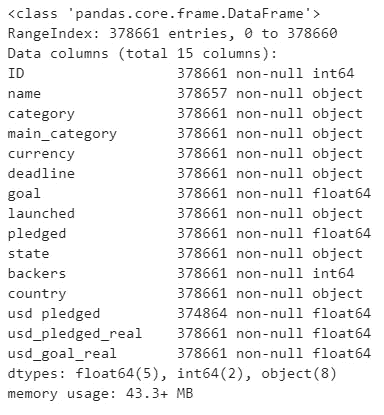 <class 'pandas.core.frame.DataFrame'>
RangeIndex: 378661 entries, 0 to 378660
Data columns (total 15 columns):
ID                  378661 non-null int64
name                378657 non-null object
category            378661 non-null object
main_category       378661 non-null object
currency            378661 non-null object
deadline            378661 non-null object
goal                378661 non-null float64
launched            378661 non-null object
pledged             378661 non-null float64
state               378661 non-null object
backers             378661 non-null int64
country             378661 non-null object
usd pledged         374864 non-null float64
usd_pledged_real    378661 non-null float64
usd_goal_real       378661 non-null float64
dtypes: float64(5), int64(2), object(8)
memory usage: 43.3+ MB